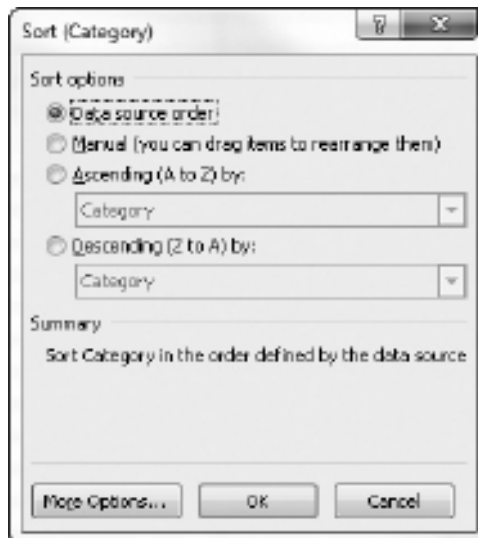 Sort (Category)
Sort options
Data source order
Manual (you can drag items to rearrange them)
Ascending (A to Z) by:
Category
Descending (Z to A) by:
Category
Summary
Sort Category in the order defined by the data source
More Options... OK Cancel